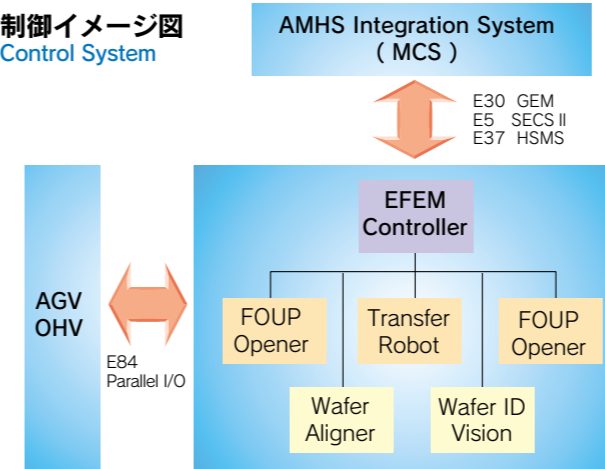 制御イメージ図
Control System
AMHS Integration System
( MCS )
E30 GEM
E5 SECS II
E37 HSMS
EFEM
Controller
AGV
OHV
E84
Parallel I/O
FOUP
Opener
Transfer
Robot
FOUP
Opener
Wafer
Aligner
Wafer ID
Vision